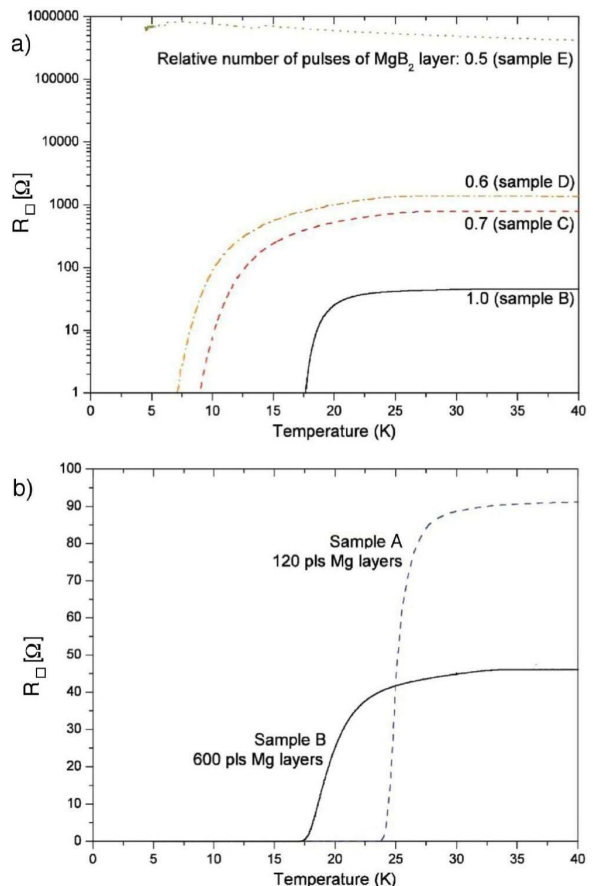 a)
1000000
100000
10000
1000
100
10
1
R□ [Ω]
Relative number of pulses of MgB₂ layer: 0.5 (sample E)
0.6 (sample D)
0.7 (sample C)
1.0 (sample B)
0 5 10 15 20 25 30 35 40
Temperature (K)
b)
100
90
80
70
60
50
40
30
20
10
0
R□ [Ω]
Sample A
120 pls Mg layers
Sample B
600 pls Mg layers
0 5 10 15 20 25 30 35 40
Temperature (K)